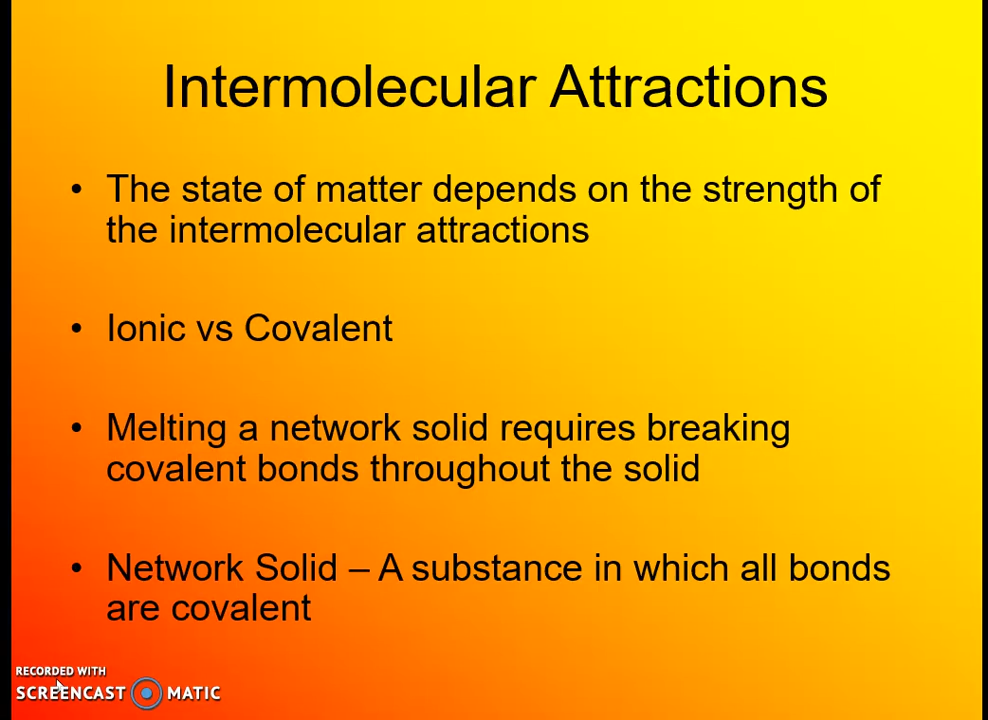 Intermolecular Attractions
• The state of matter depends on the strength of
the intermolecular attractions
• Ionic vs Covalent
• Melting a network solid requires breaking
covalent bonds throughout the solid
• Network Solid – A substance in which all bonds
are covalent
RECORDED WITH
SCREENCAST MATIC